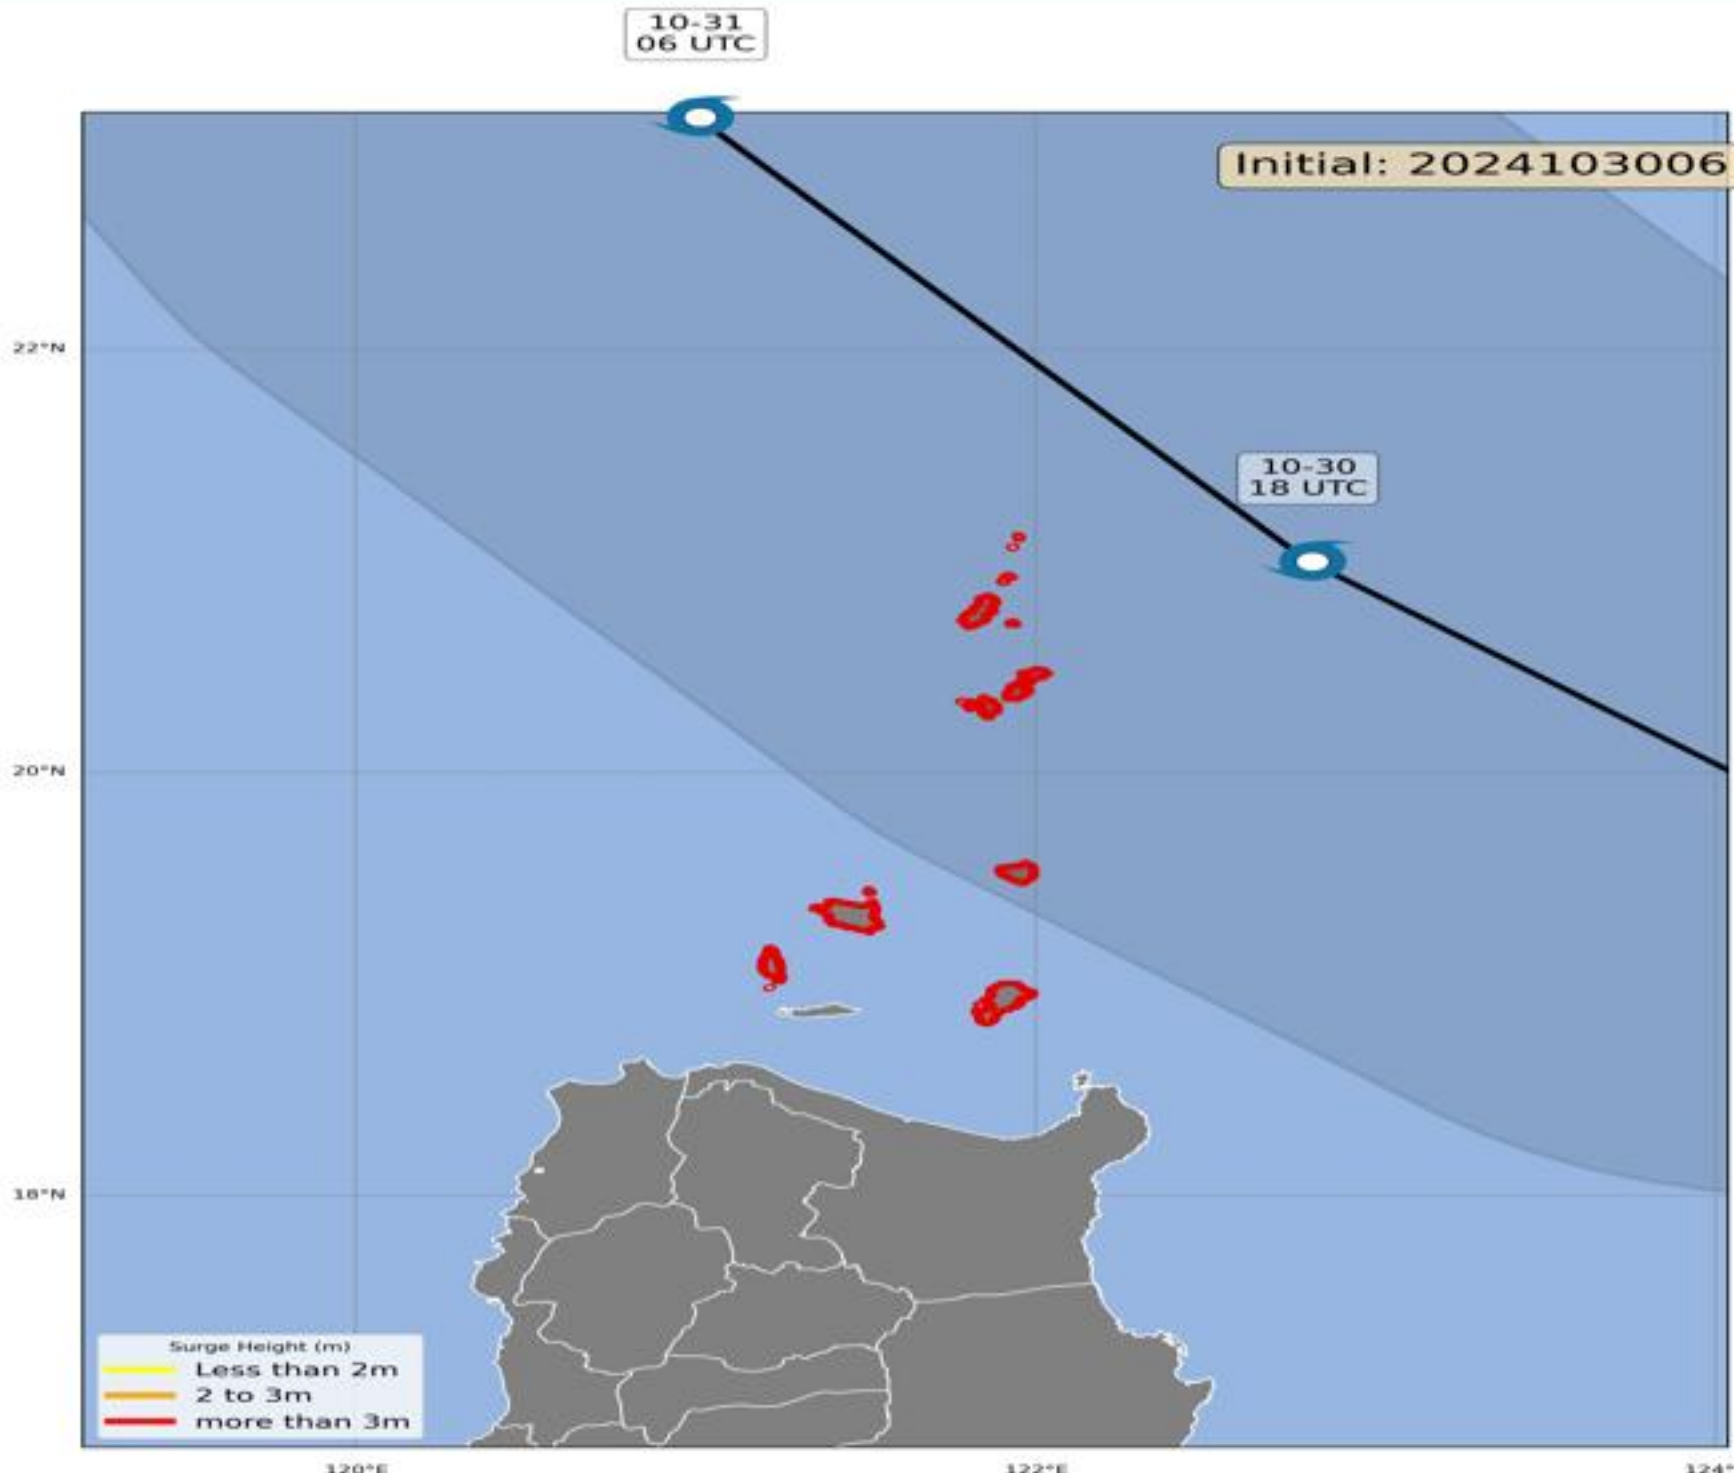 10-31
06 UTC
Initial: 2024103006
22°N
10-30
18 UTC
20°N
18°N
Surge Height (m)
Less than 2m
2 to 3m
more than 3m
120°E
122°E
124°